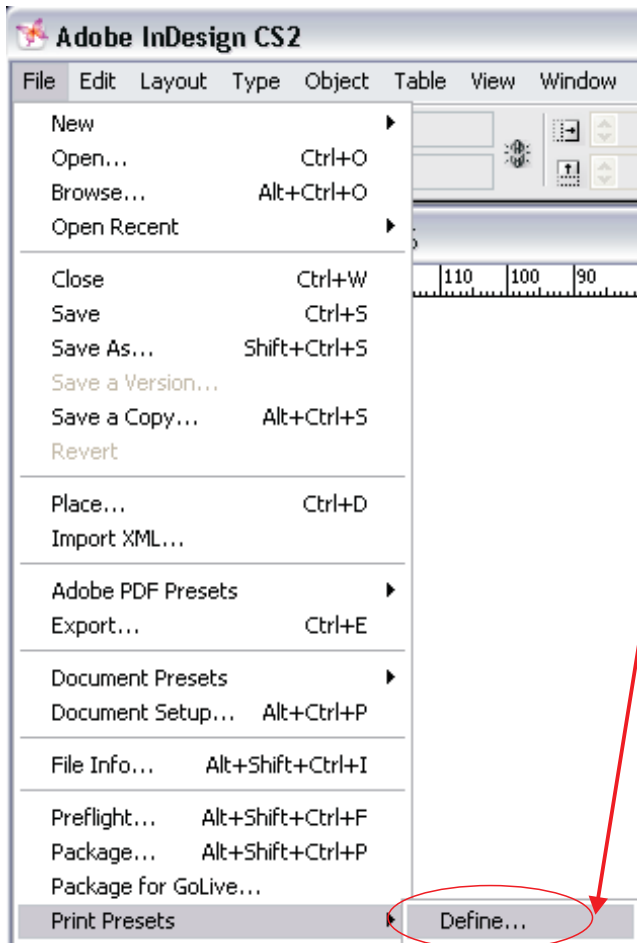 Adobe InDesign CS2
File Edit Layout Type Object Table View Window
New
Open... Ctrl+O
Browse... Alt+Ctrl+O
Open Recent
Close Ctrl+W
110 100 90
Save Ctrl+S
Save As... Shift+Ctrl+S
Save a Version...
Save a Copy... Alt+Ctrl+S
Revert
Place... Ctrl+D
Import XML...
Adobe PDF Presets
Export... Ctrl+E
Document Presets
Document Setup... Alt+Ctrl+P
File Info... Alt+Shift+Ctrl+I
Preflight... Alt+Shift+Ctrl+F
Package... Alt+Shift+Ctrl+P
Package for GoLive...
Print Presets Define...